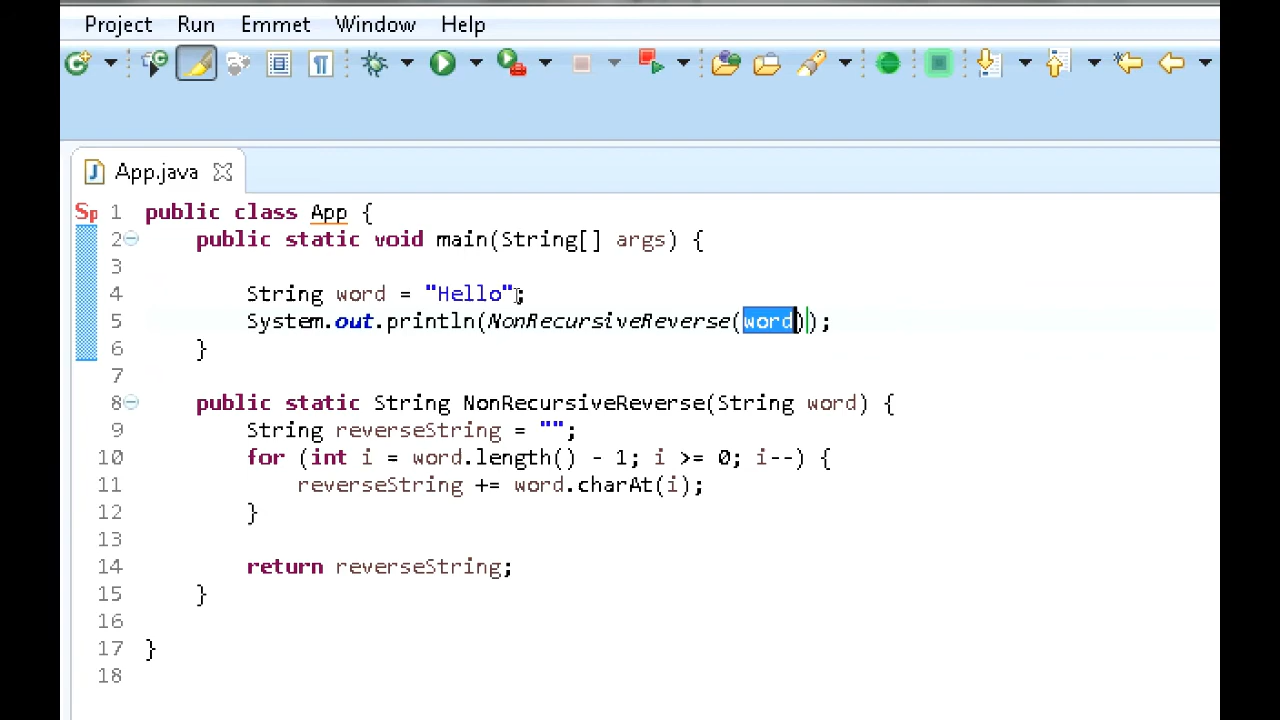 Project Run Emmet Window Help
App.java
Sp 1 public class App {
2 public static void main(String[] args) {
3
4 String word = "Hello";
5 System.out.println(NonRecursiveReverse(word));
6 }
7
8 public static String NonRecursiveReverse(String word) {
9 String reverseString = "";
10 for (int i = word.length() - 1; i >= 0; i--) {
11 reverseString += word.charAt(i);
12 }
13
14 return reverseString;
15 }
16
17 }
18